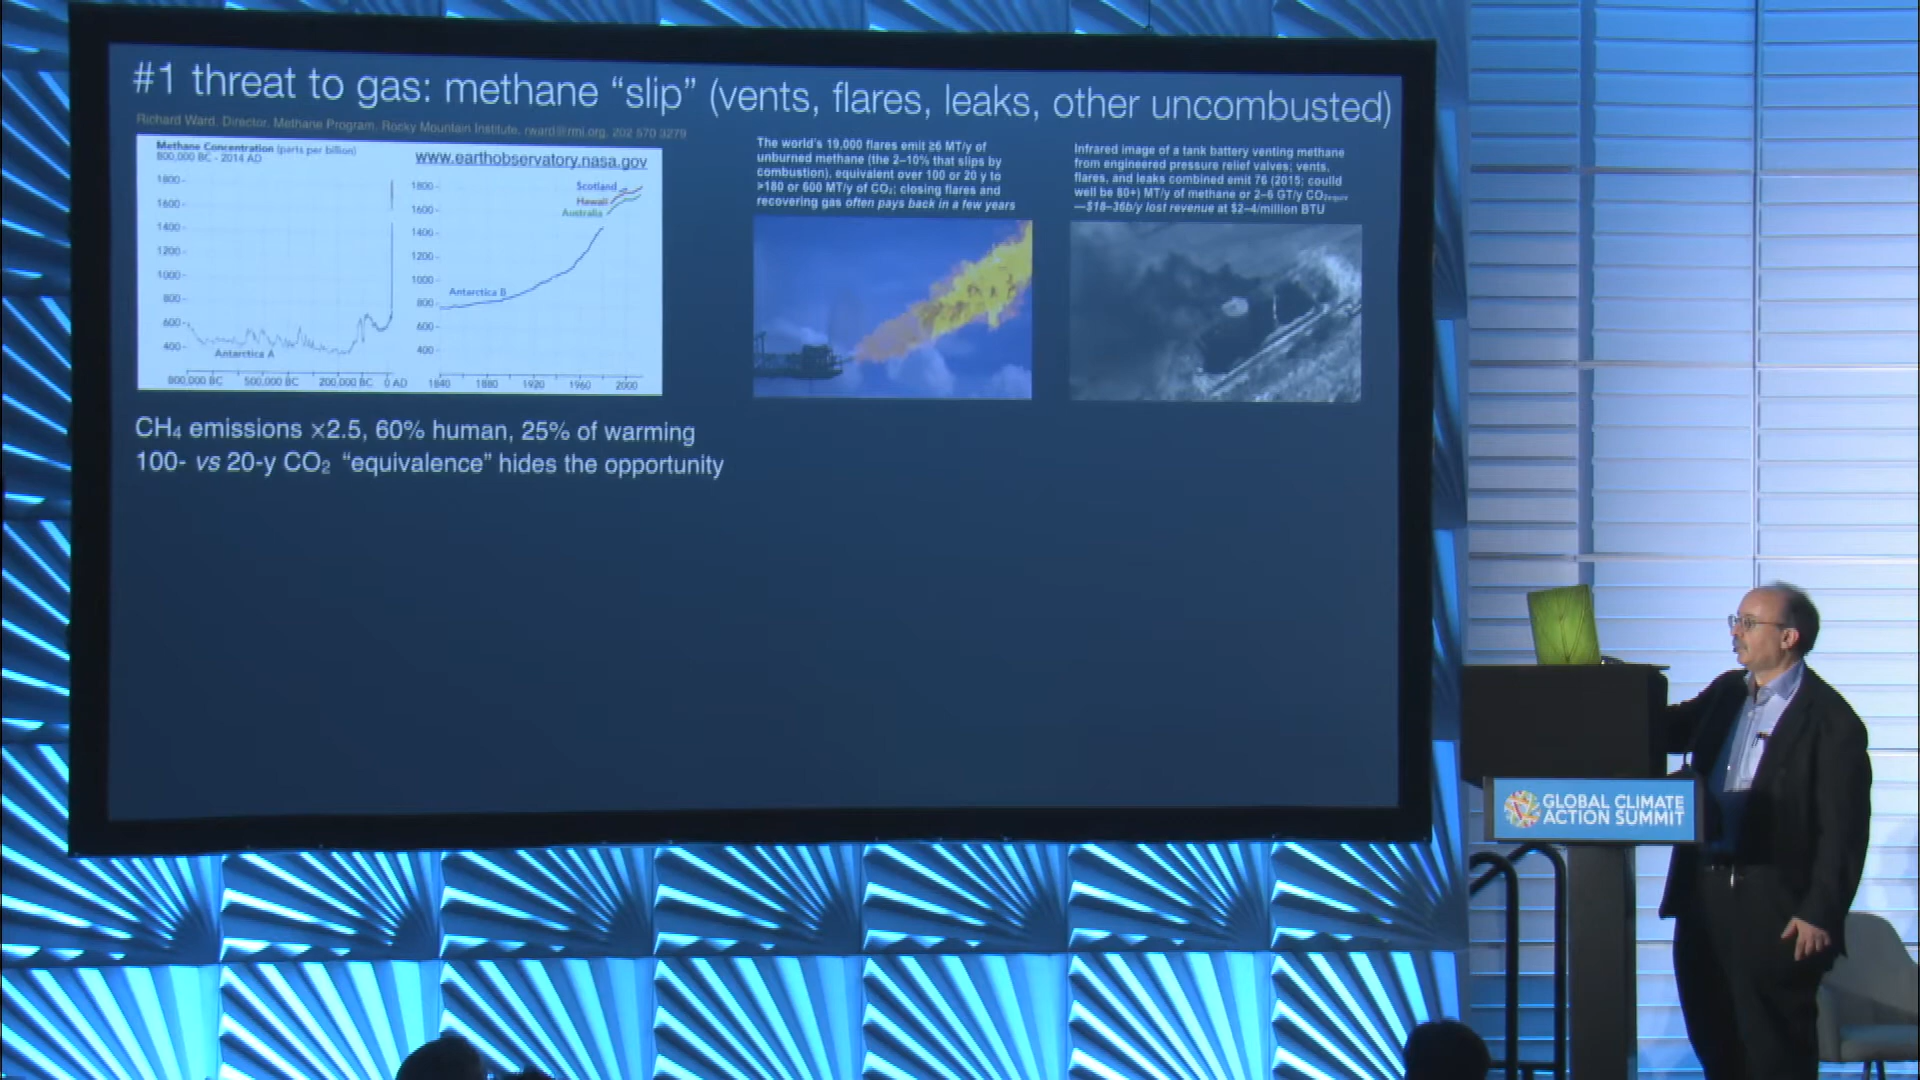 #1 threat to gas: methane “slip” (vents, flares, leaks, other uncombusted)
Richard Ward, Director, Methane Program, Rocky Mountain Institute, rward@rmi.org, 202 570 3279
Methane Concentration (parts per billion)
800,000 BC - 2014 AD
www.earthobservatory.nasa.gov
1800
1600
1400
1200
1000
800
600
400
Antarctica A
800,000 BC 500,000 BC 200,000 BC 0 AD
1800
1600
1400
1200
1000
800
600
400
Scotland
Hawaii
Australia
Antarctica B
1840 1880 1920 1960 2000
The world's 19,000 flares emit ≥6 MT/y of
unburned methane (the 2–10% that slips by
combustion), equivalent over 100 or 20 y to
>180 or 600 MT/y of CO₂; closing flares and
recovering gas often pays back in a few years
Infrared image of a tank battery venting methane
from engineered pressure relief valves; vents,
flares, and leaks combined emit 76 (2015; could
well be 80+) MT/y of methane or 2–6 GT/y CO₂equiv
—$18–36b/y lost revenue at $2–4/million BTU
CH₄ emissions ×2.5, 60% human, 25% of warming
100- vs 20-y CO₂ “equivalence” hides the opportunity
GLOBAL CLIMATE
ACTION SUMMIT